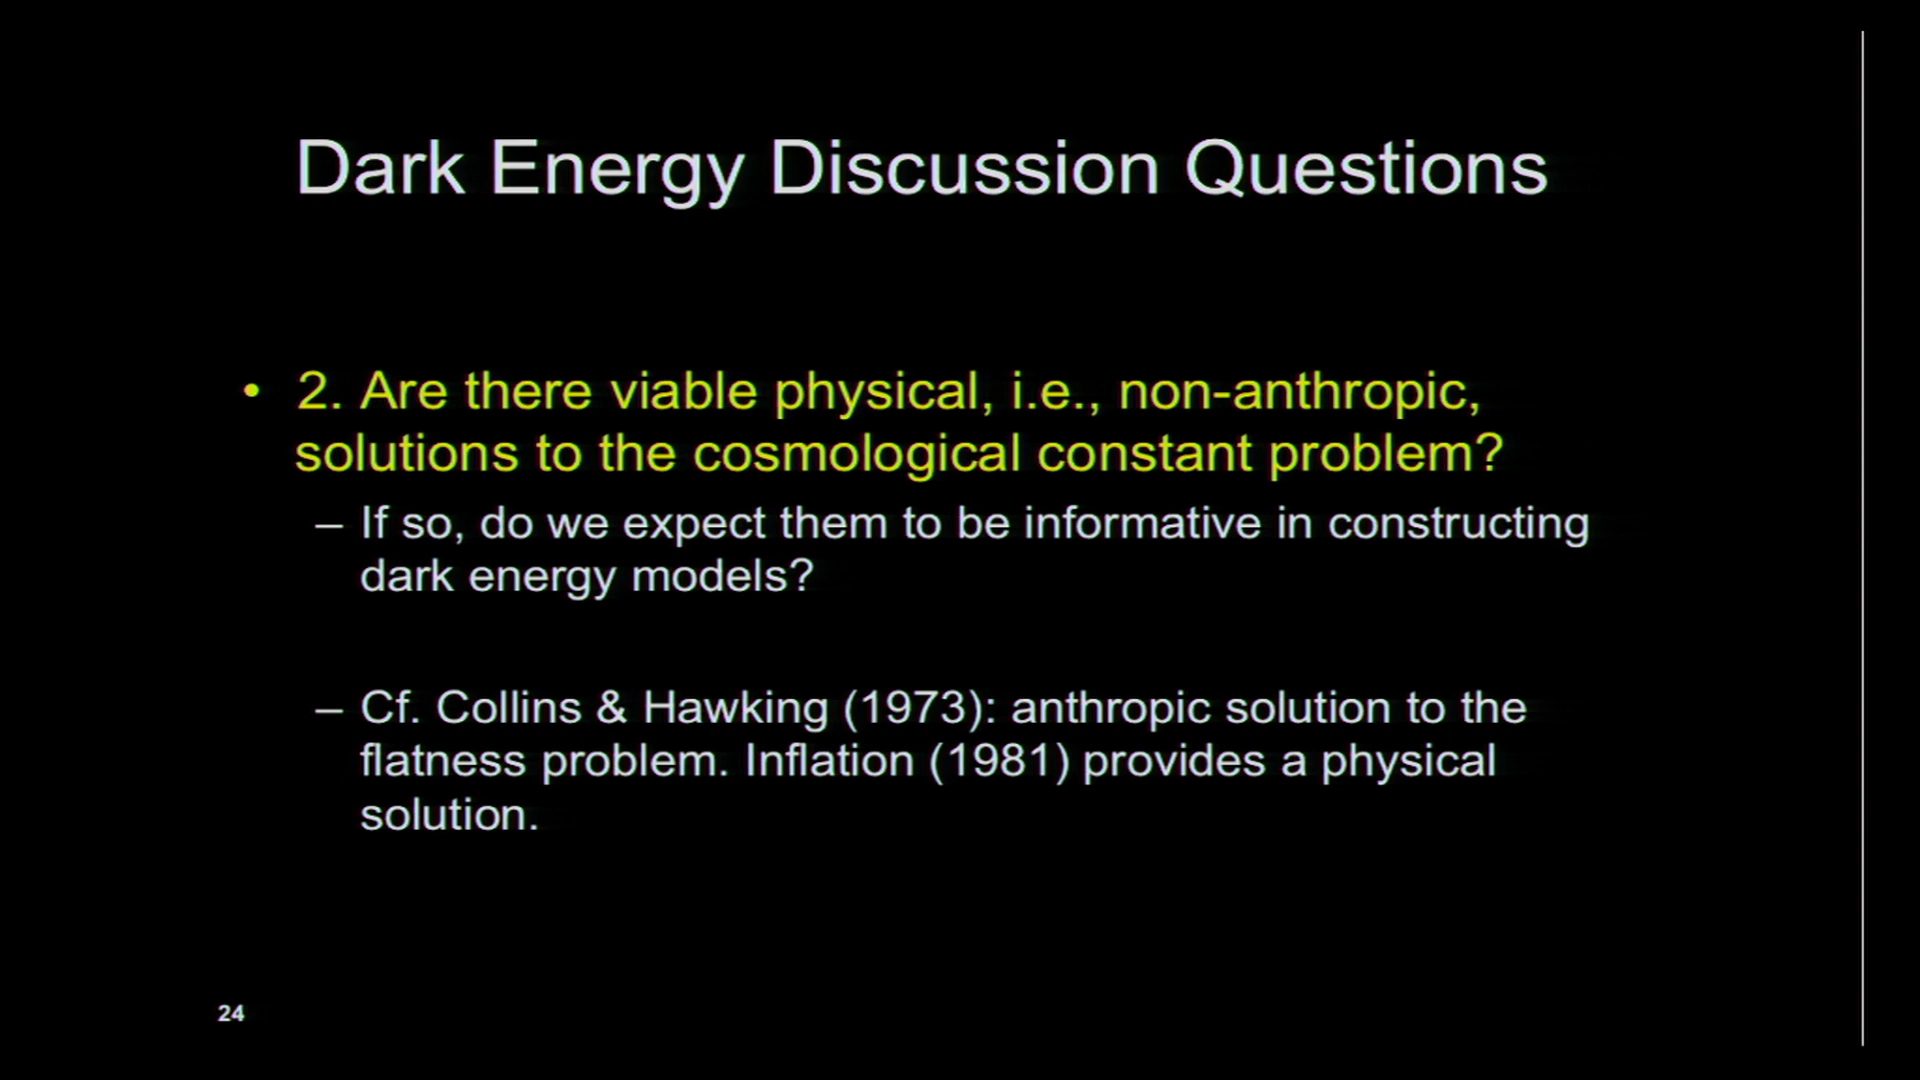 Dark Energy Discussion Questions
• 2. Are there viable physical, i.e., non-anthropic,
solutions to the cosmological constant problem?
– If so, do we expect them to be informative in constructing
dark energy models?
– Cf. Collins & Hawking (1973): anthropic solution to the
flatness problem. Inflation (1981) provides a physical
solution.
24